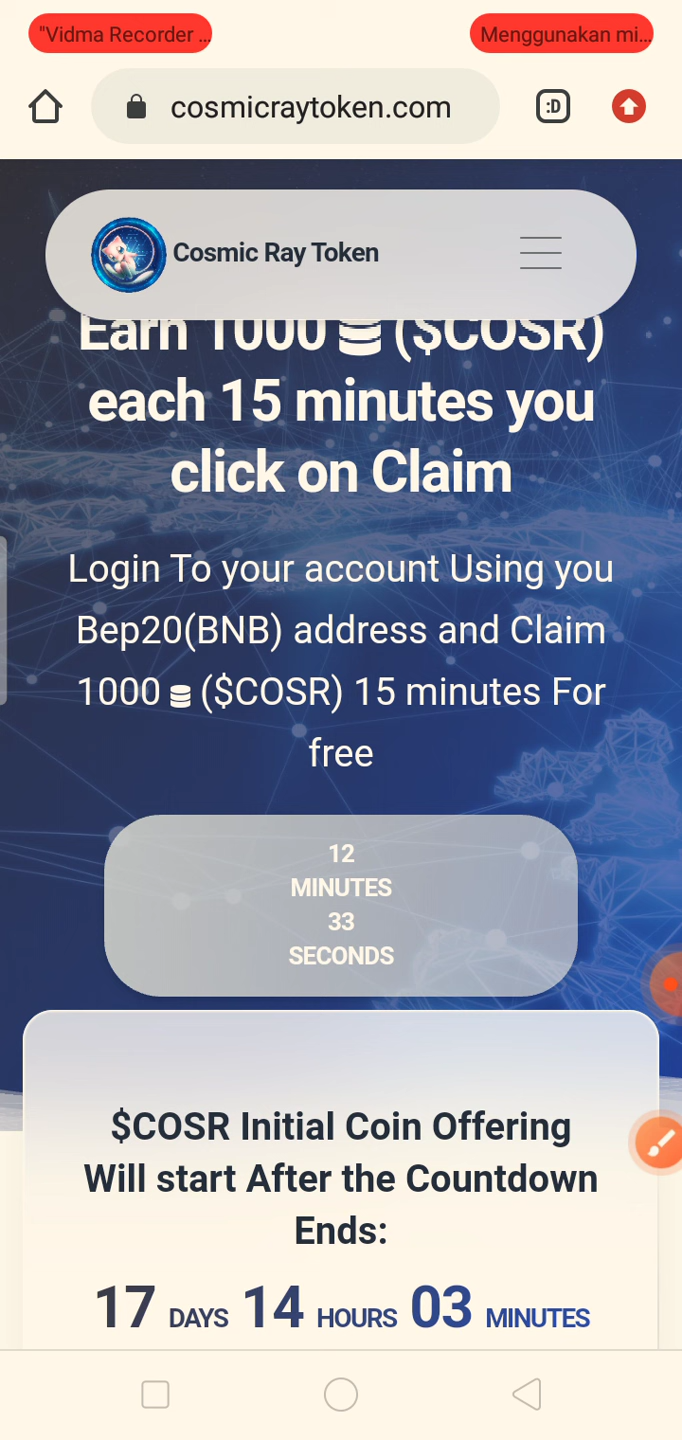 "Vidma Recorder ...
Menggunakan mi...
cosmicraytoken.com
:D
Cosmic Ray Token
Earn 1000 ($COSR)
each 15 minutes you
click on Claim
Login To your account Using you
Bep20(BNB) address and Claim
1000 ($COSR) 15 minutes For
free
12
MINUTES
33
SECONDS
$COSR Initial Coin Offering
Will start After the Countdown
Ends:
17 DAYS 14 HOURS 03 MINUTES